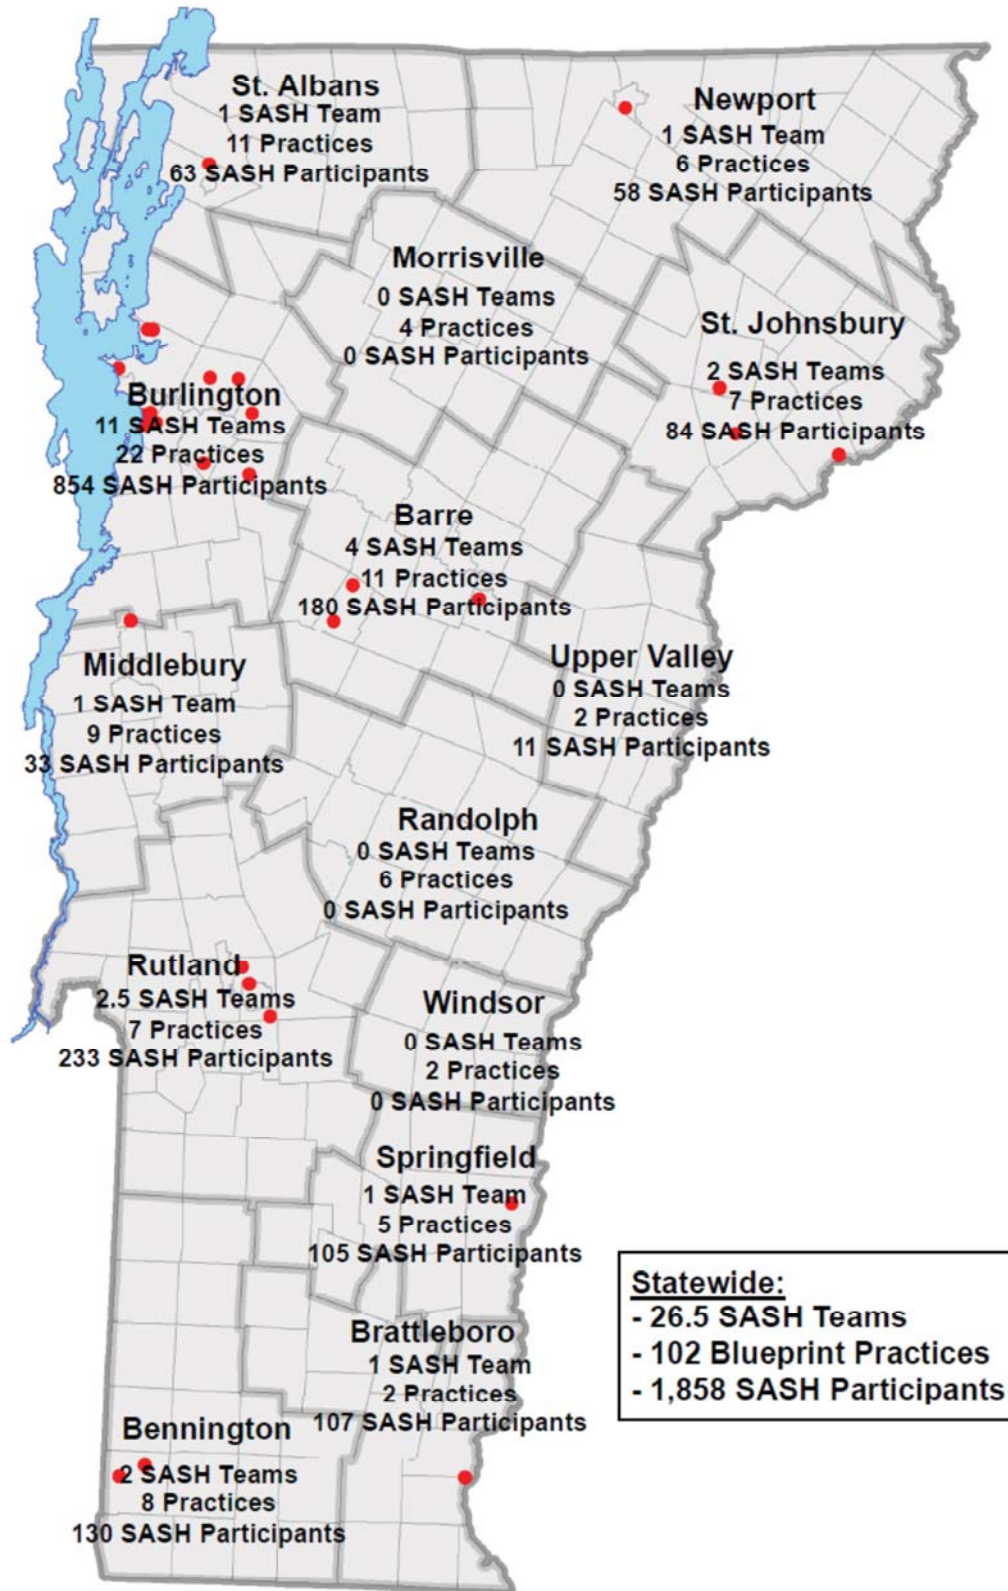 St. Albans
1 SASH Team
11 Practices
63 SASH Participants
Newport
1 SASH Team
6 Practices
58 SASH Participants
Morrisville
0 SASH Teams
4 Practices
0 SASH Participants
St. Johnsbury
2 SASH Teams
7 Practices
84 SASH Participants
Burlington
11 SASH Teams
22 Practices
854 SASH Participants
Barre
4 SASH Teams
11 Practices
180 SASH Participants
Middlebury
1 SASH Team
9 Practices
33 SASH Participants
Upper Valley
0 SASH Teams
2 Practices
11 SASH Participants
Randolph
0 SASH Teams
6 Practices
0 SASH Participants
Rutland
2.5 SASH Teams
7 Practices
233 SASH Participants
Windsor
0 SASH Teams
2 Practices
0 SASH Participants
Springfield
1 SASH Team
5 Practices
105 SASH Participants
Brattleboro
1 SASH Team
2 Practices
107 SASH Participants
Bennington
2 SASH Teams
8 Practices
130 SASH Participants
Statewide:
- 26.5 SASH Teams
- 102 Blueprint Practices
- 1,858 SASH Participants